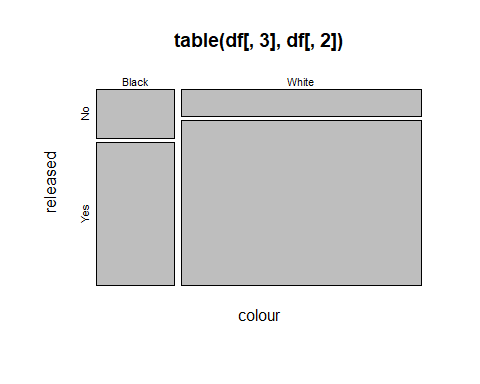 table(df[, 3], df[, 2])
Black
White
No
released
Yes
colour